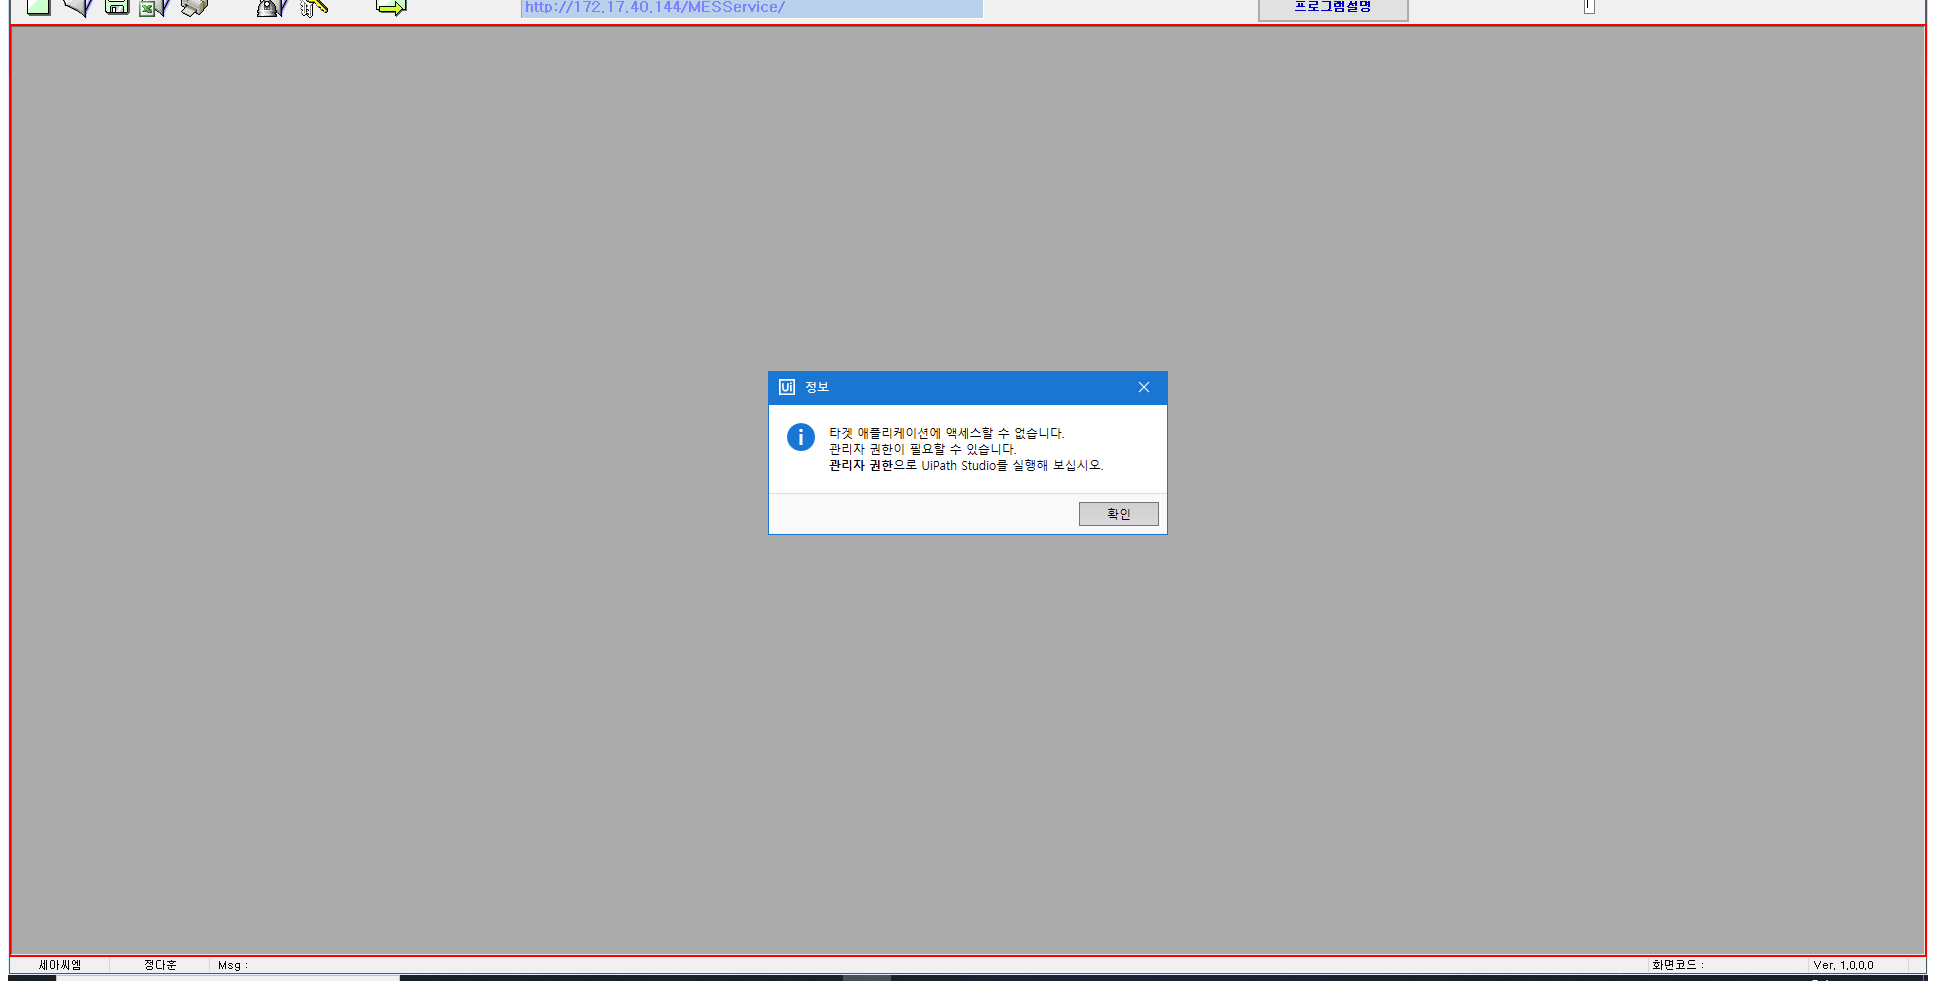 http://172.17.40.144/MESService/
프로그램설명
Ui 정보
타겟 애플리케이션에 액세스할 수 없습니다.
관리자 권한이 필요할 수 있습니다.
관리자 권한으로 UiPath Studio를 실행해 보십시오.
확인
세아씨엠 정다훈 Msg : 화면코드 : Ver. 1.0.0.0